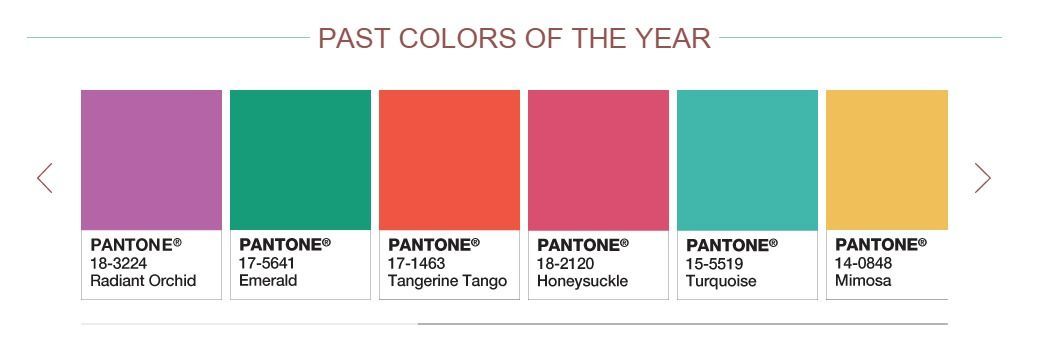 PAST COLORS OF THE YEAR
PANTONE®
18-3224
Radiant Orchid
PANTONE®
17-5641
Emerald
PANTONE®
17-1463
Tangerine Tango
PANTONE®
18-2120
Honeysuckle
PANTONE®
15-5519
Turquoise
PANTONE®
14-0848
Mimosa